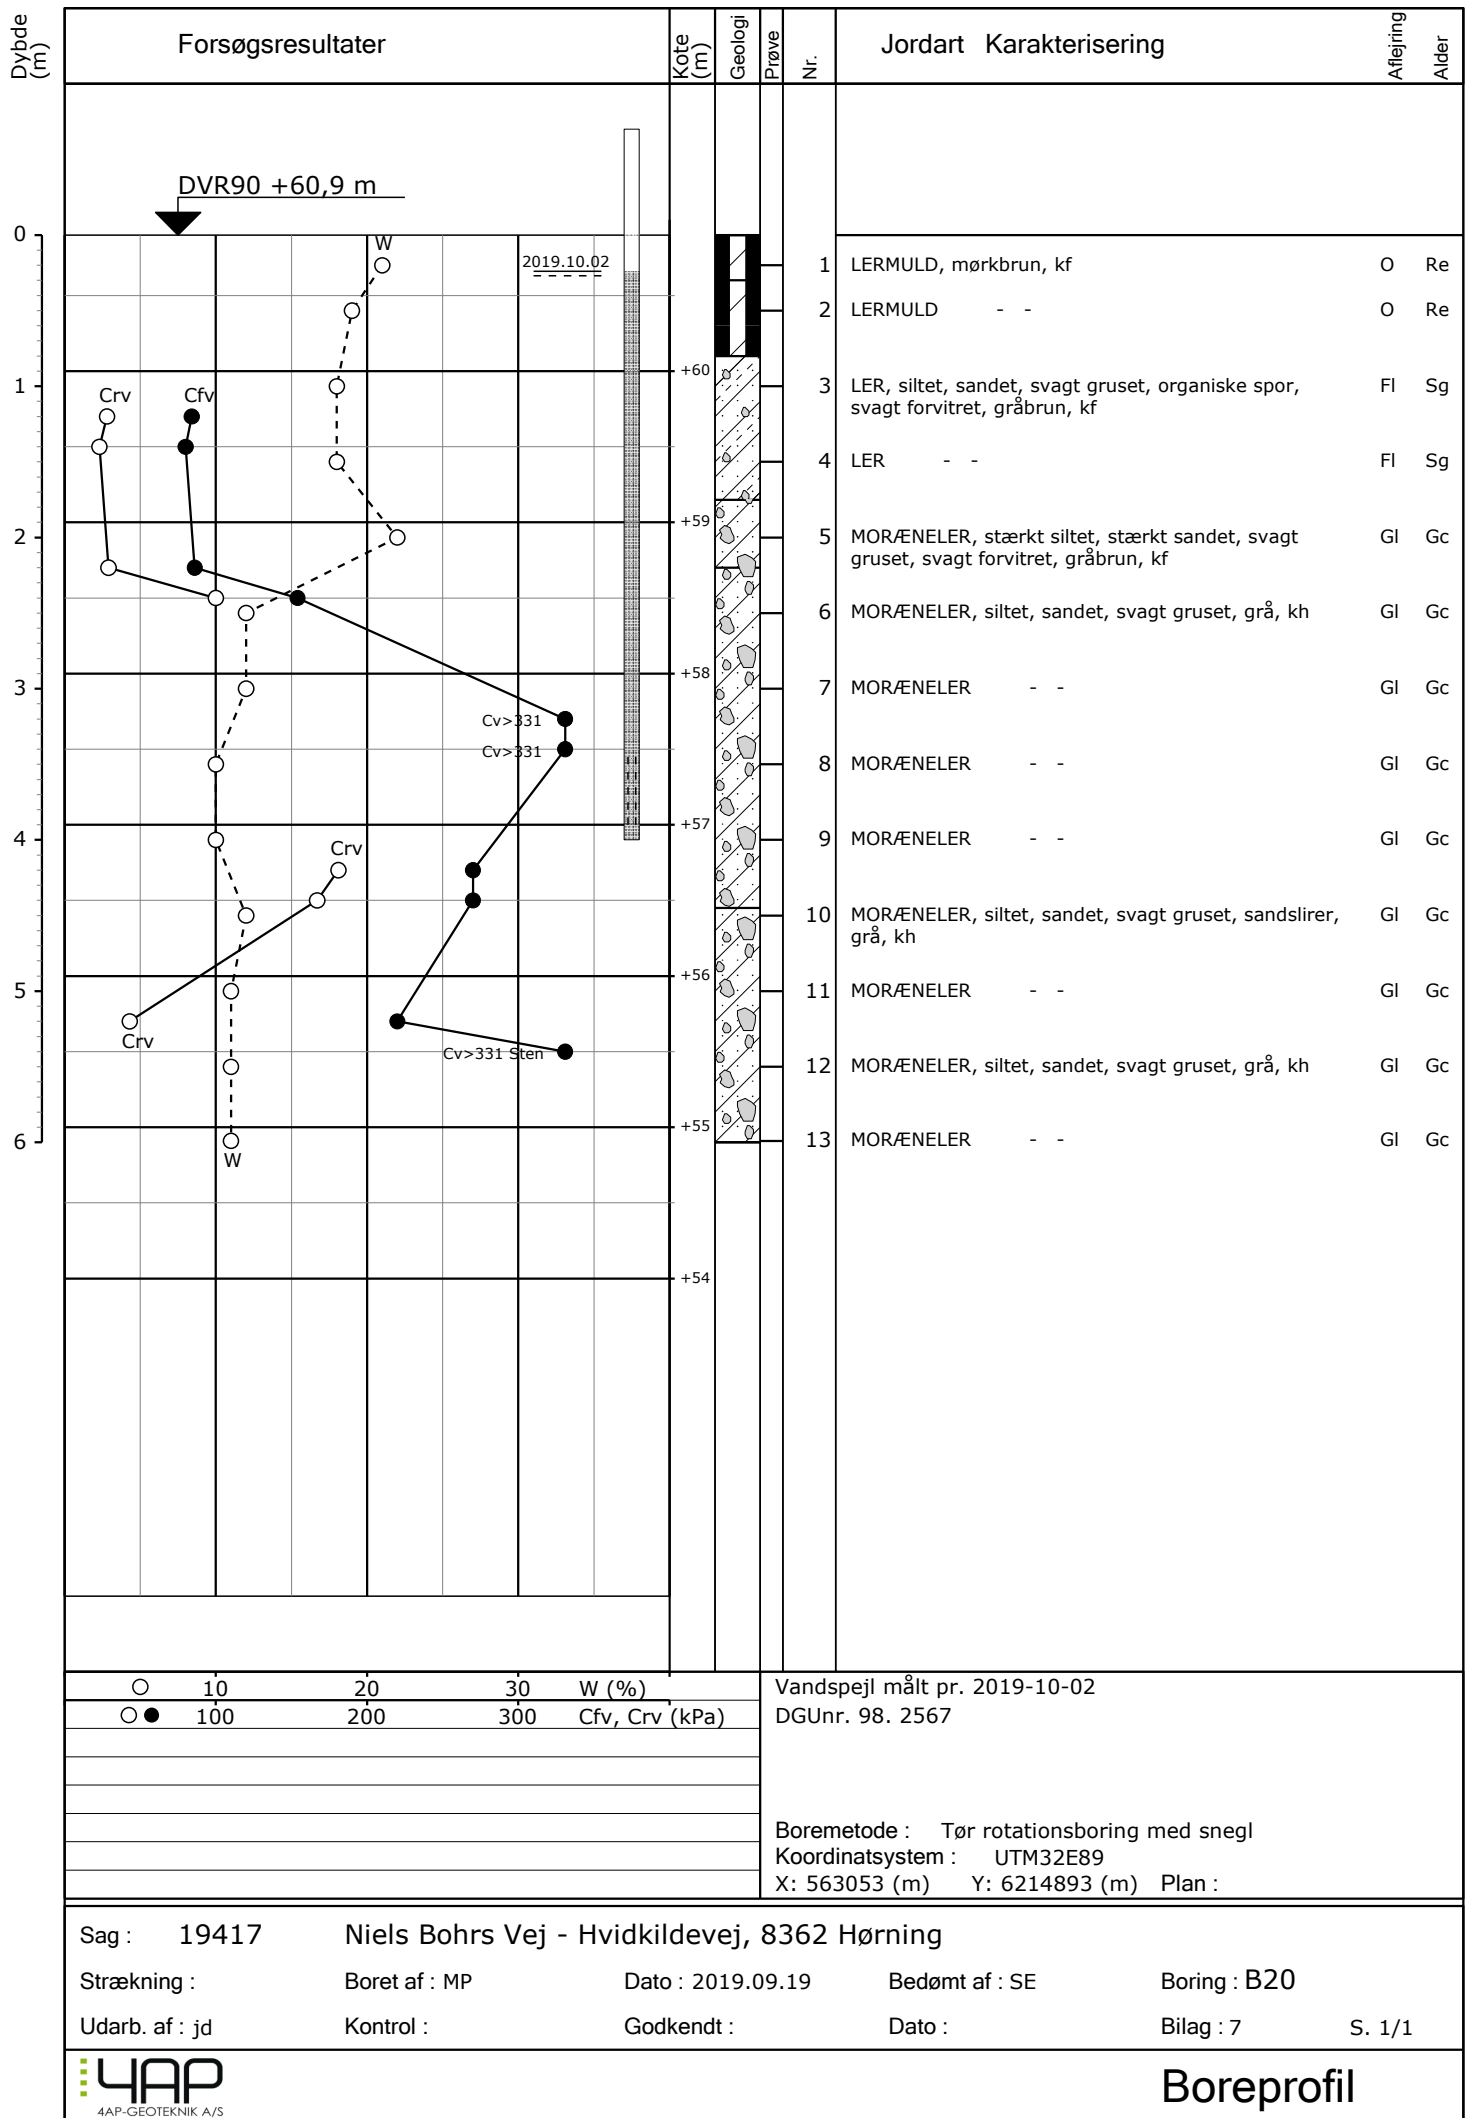 Dybde (m)
Forsøgsresultater
Kote (m)
Geologi
Prøve
Nr.
Jordart Karakterisering
Aflejring
Alder
DVR90 +60,9 m
0
W
2019.10.02
1 LERMULD, mørkbrun, kf O Re
2 LERMULD - - O Re
+60
1
Crv
Cfv
3 LER, siltet, sandet, svagt gruset, organiske spor, Fl Sg
svagt forvitret, gråbrun, kf
4 LER - - Fl Sg
+59
2
5 MORÆNELER, stærkt siltet, stærkt sandet, svagt Gl Gc
gruset, svagt forvitret, gråbrun, kf
6 MORÆNELER, siltet, sandet, svagt gruset, grå, kh Gl Gc
+58
3
7 MORÆNELER - - Gl Gc
Cv>331
Cv>331
8 MORÆNELER - - Gl Gc
+57
4
9 MORÆNELER - - Gl Gc
Crv
10 MORÆNELER, siltet, sandet, svagt gruset, sandslirer, Gl Gc
grå, kh
+56
5
11 MORÆNELER - - Gl Gc
Crv
Cv>331 Sten
12 MORÆNELER, siltet, sandet, svagt gruset, grå, kh Gl Gc
+55
6
13 MORÆNELER - - Gl Gc
W
+54
10 20 30 W (%)
100 200 300 Cfv, Crv (kPa)
Vandspejl målt pr. 2019-10-02
DGUnr. 98. 2567
Boremetode : Tør rotationsboring med snegl
Koordinatsystem : UTM32E89
X: 563053 (m) Y: 6214893 (m) Plan :
Sag : 19417 Niels Bohrs Vej - Hvidkildevej, 8362 Hørning
Strækning : Boret af : MP Dato : 2019.09.19 Bedømt af : SE Boring : B20
Udarb. af : jd Kontrol : Godkendt : Dato : Bilag : 7 S. 1/1
4AP
4AP-GEOTEKNIK A/S
Boreprofil